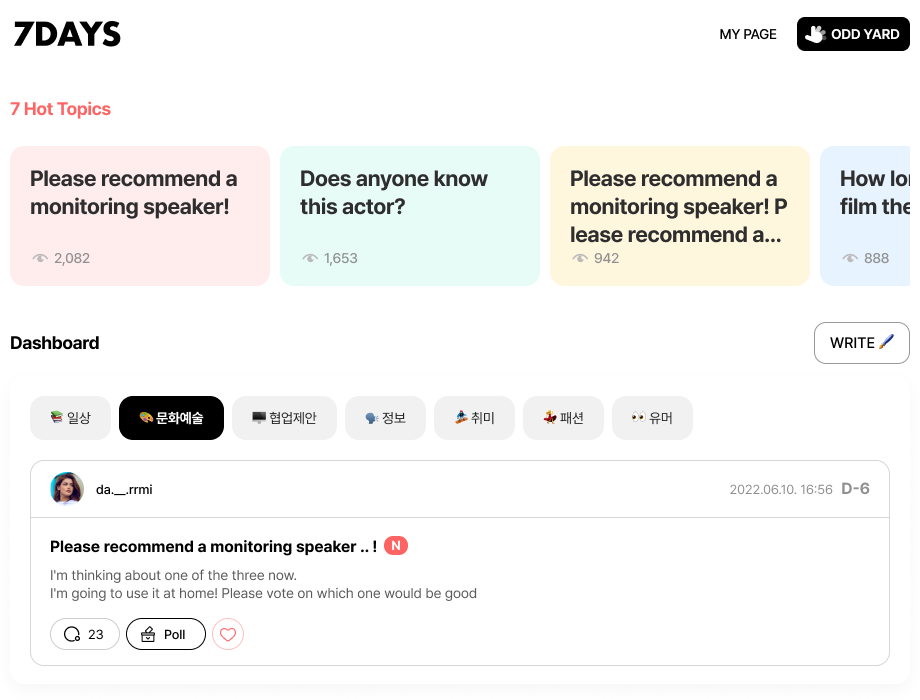 7DAYS
MY PAGE
ODD YARD
7 Hot Topics
Please recommend a
monitoring speaker!
2,082
Does anyone know
this actor?
1,653
Please recommend a
monitoring speaker! P
lease recommend a...
942
How lo
film the
888
Dashboard
WRITE
일상
문화예술
협업제안
정보
취미
패션
유머
da.__.rrmi
2022.06.10. 16:56 D-6
Please recommend a monitoring speaker .. ! N
I'm thinking about one of the three now.
I'm going to use it at home! Please vote on which one would be good
23
Poll